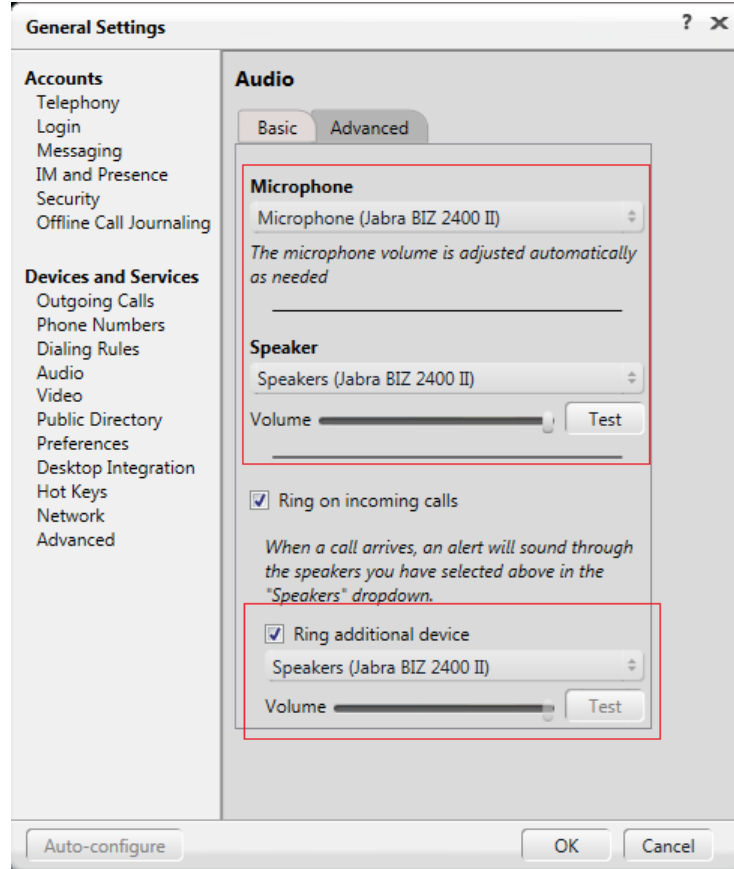 General Settings
? ×
Accounts
Telephony
Login
Messaging
IM and Presence
Security
Offline Call Journaling
Devices and Services
Outgoing Calls
Phone Numbers
Dialing Rules
Audio
Video
Public Directory
Preferences
Desktop Integration
Hot Keys
Network
Advanced
Audio
Basic Advanced
Microphone
Microphone (Jabra BIZ 2400 II)
The microphone volume is adjusted automatically
as needed
Speaker
Speakers (Jabra BIZ 2400 II)
Volume Test
Ring on incoming calls
When a call arrives, an alert will sound through
the speakers you have selected above in the
"Speakers" dropdown.
Ring additional device
Speakers (Jabra BIZ 2400 II)
Volume Test
Auto-configure OK Cancel